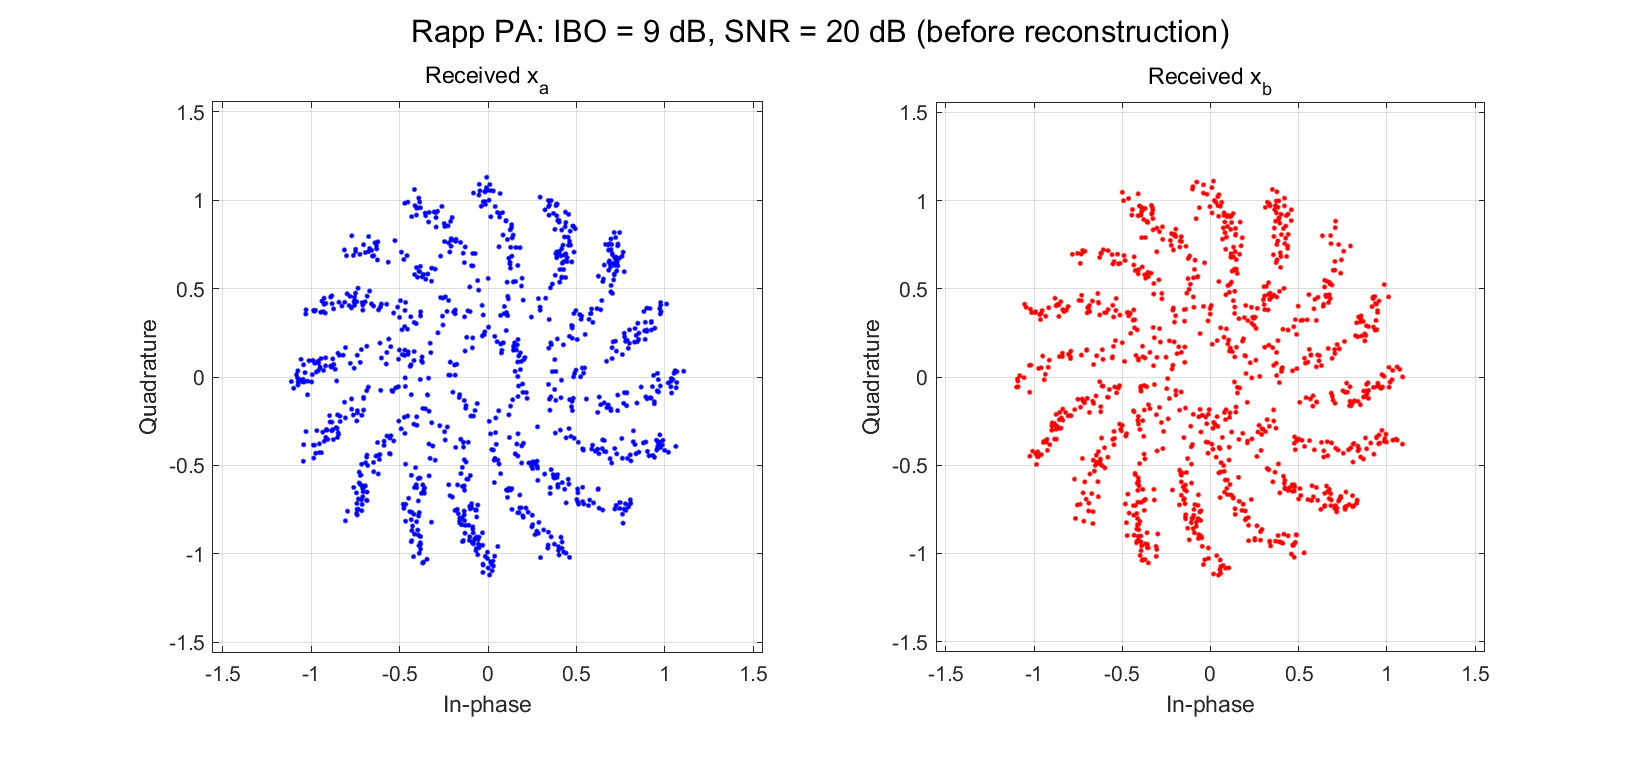 Rapp PA: IBO = 9 dB, SNR = 20 dB (before reconstruction)
Received x_a
Received x_b
1.5
1
0.5
0
-0.5
-1
-1.5
Quadrature
-1.5 -1 -0.5 0 0.5 1 1.5
In-phase
1.5
1
0.5
0
-0.5
-1
-1.5
Quadrature
-1.5 -1 -0.5 0 0.5 1 1.5
In-phase